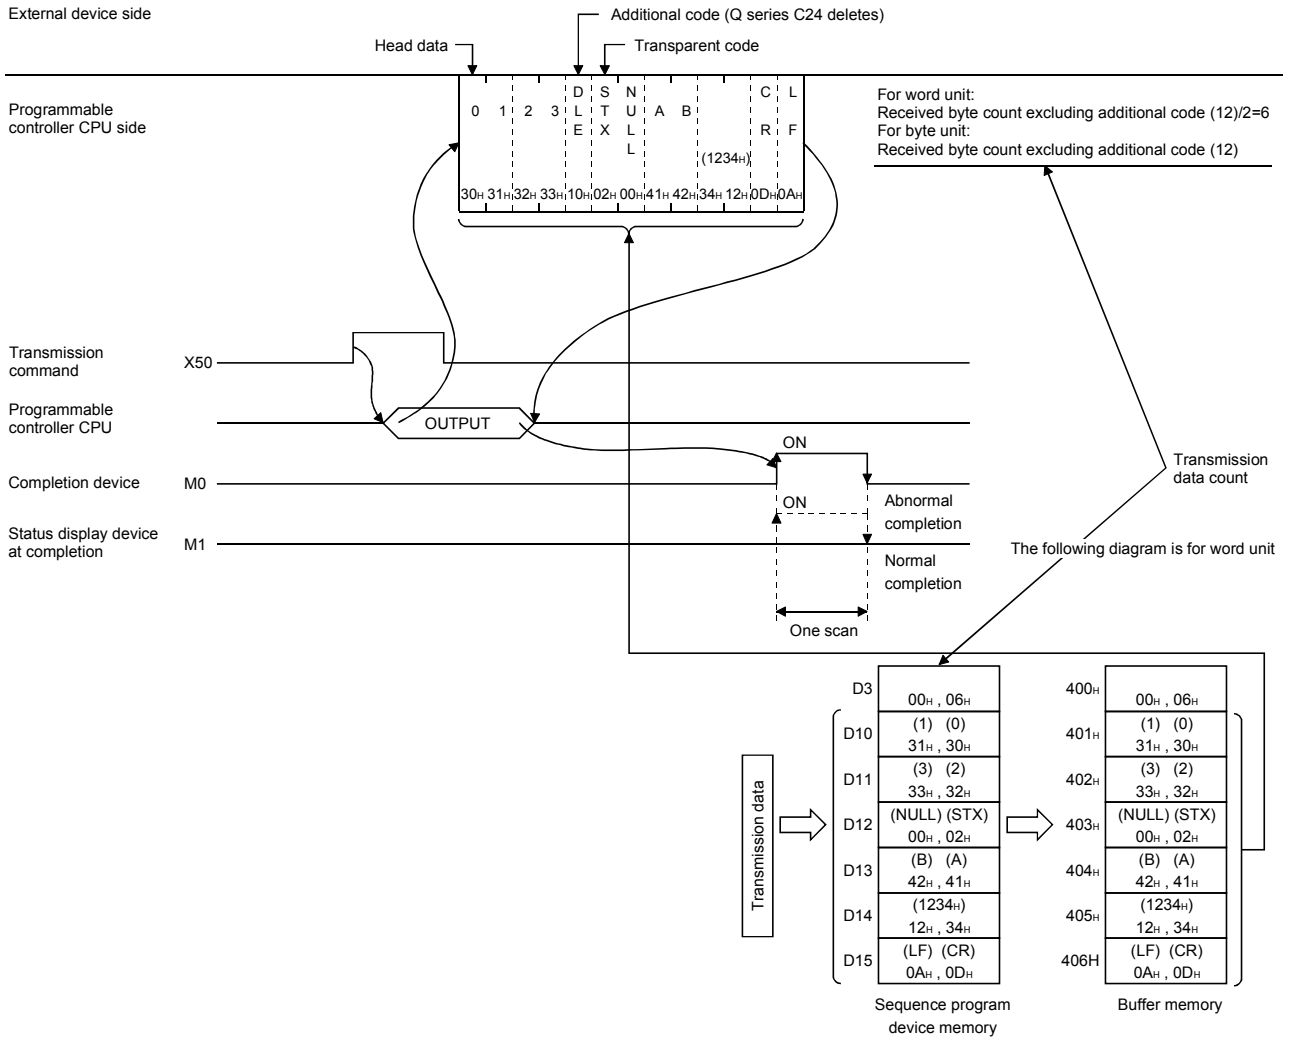 External device side
Additional code (Q series C24 deletes)
Head data
Transparent code
Programmable
controller CPU side
0 1 2 3 DLE STX NULL A B (1234H) CR LF
30H 31H 32H 33H 10H 02H 00H 41H 42H 34H 12H 0DH 0AH
For word unit:
Received byte count excluding additional code (12)/2=6
For byte unit:
Received byte count excluding additional code (12)
Transmission
command
X50
Programmable
controller CPU
OUTPUT
ON
Completion device
M0
Transmission
data count
ON
Abnormal
completion
Status display device
at completion
M1
The following diagram is for word unit
Normal
completion
One scan
Transmission data
D3
00H , 06H
D10
(1) (0)
31H , 30H
D11
(3) (2)
33H , 32H
D12
(NULL) (STX)
00H , 02H
D13
(B) (A)
42H , 41H
D14
(1234H)
12H , 34H
D15
(LF) (CR)
0AH , 0DH
Sequence program
device memory
400H
00H , 06H
401H
(1) (0)
31H , 30H
402H
(3) (2)
33H , 32H
403H
(NULL) (STX)
00H , 02H
404H
(B) (A)
42H , 41H
405H
(1234H)
12H , 34H
406H
(LF) (CR)
0AH , 0DH
Buffer memory